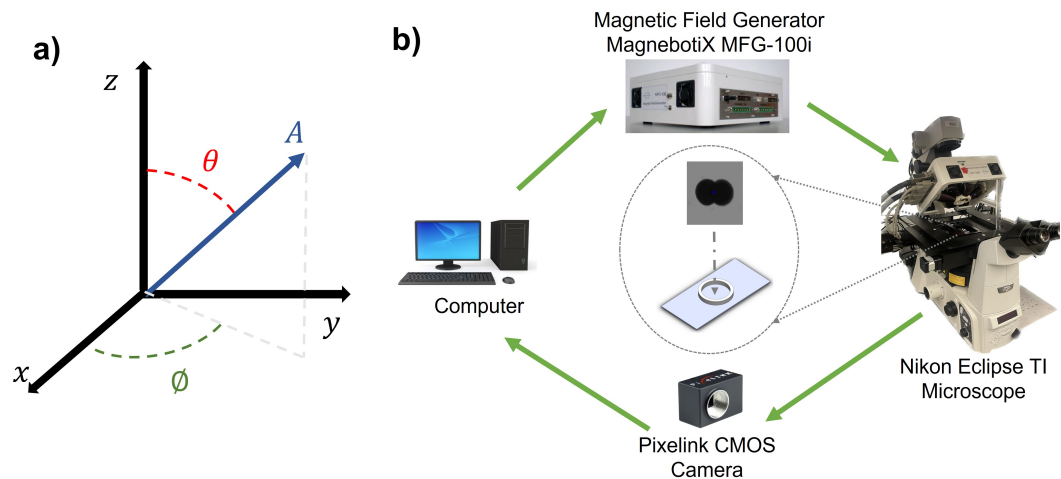 a)
z
A
θ
y
x
∅
b)
Magnetic Field Generator
MagnebotiX MFG-100i
Computer
Nikon Eclipse TI
Microscope
Pixelink CMOS
Camera